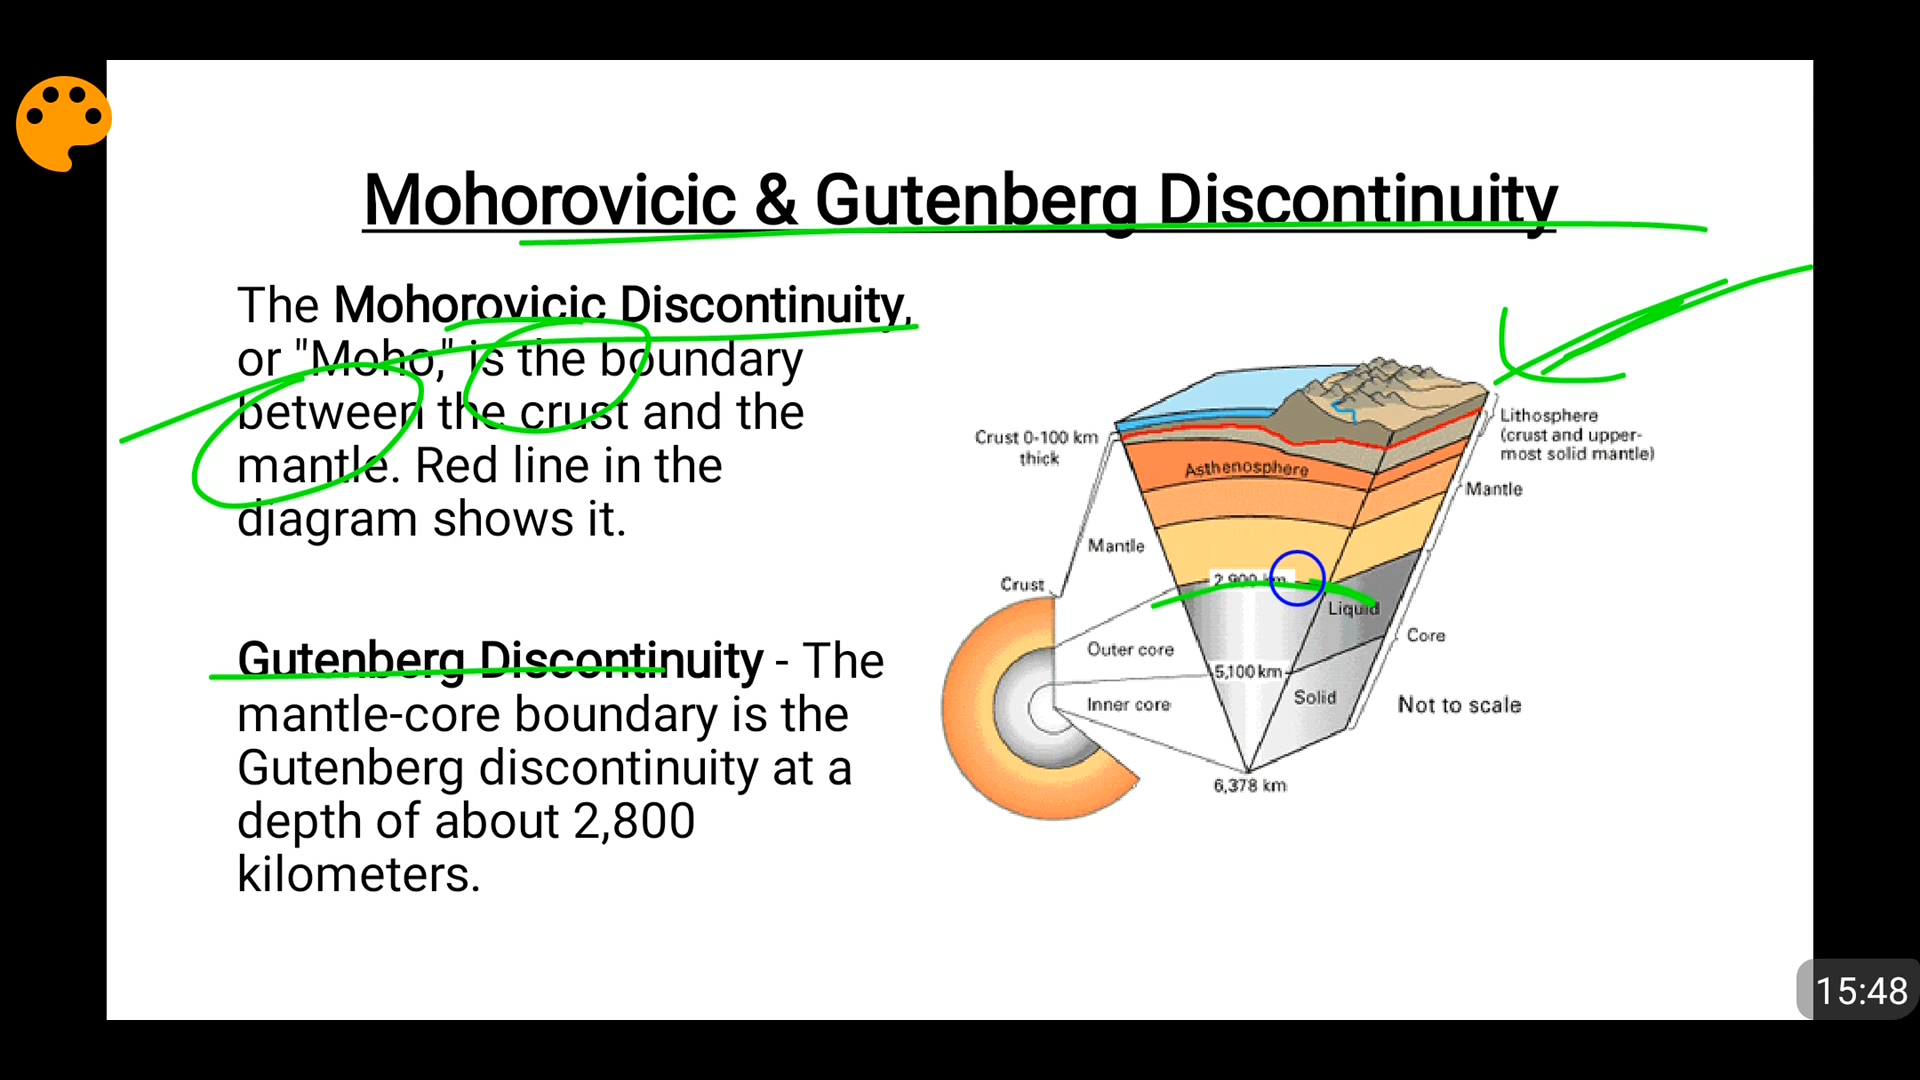 Mohorovicic & Gutenberg Discontinuity
The Mohorovicic Discontinuity,
or "Moho," is the boundary
between the crust and the
mantle. Red line in the
diagram shows it.
Gutenberg Discontinuity - The
mantle-core boundary is the
Gutenberg discontinuity at a
depth of about 2,800
kilometers.
Crust 0-100 km
thick
Asthenosphere
Lithosphere
(crust and upper-
most solid mantle)
Mantle
Mantle
Crust
2,900 km
Liquid
Core
Outer core
5,100 km
Inner core
Solid
Not to scale
6,378 km
15:48